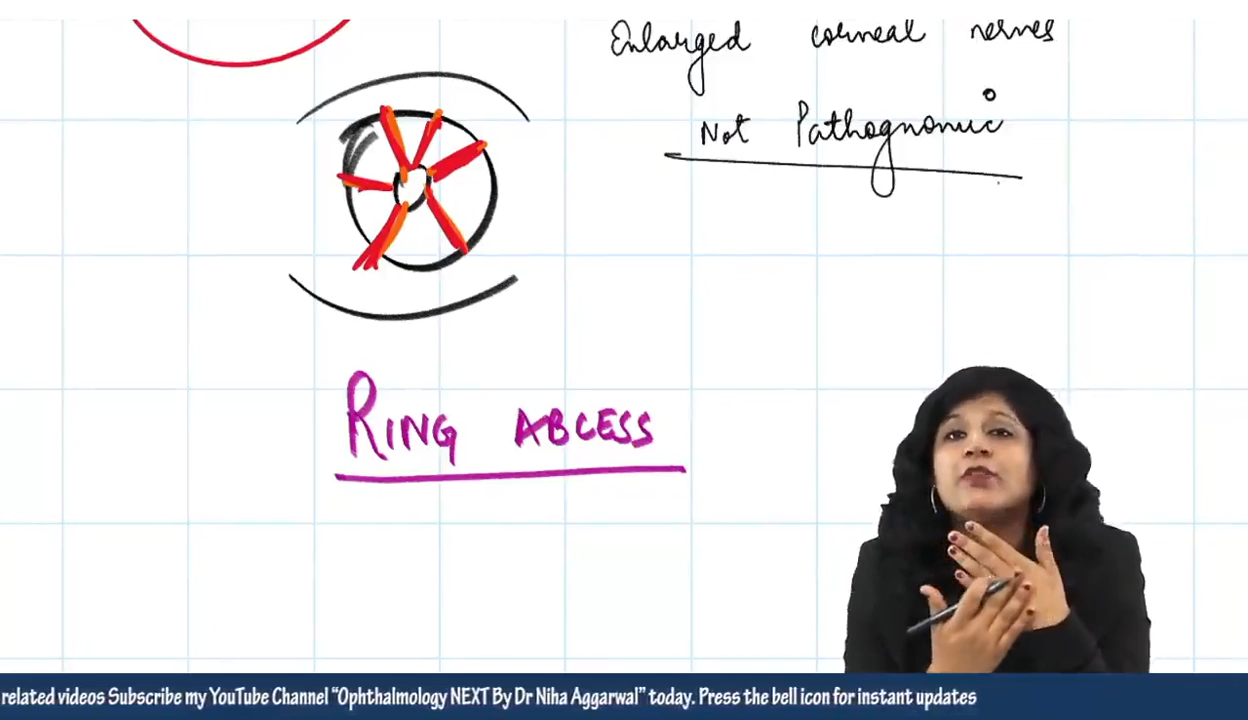 Enlarged corneal nerves
Not Pathognomic
RING ABCESS
related videos Subscribe my YouTube Channel “Ophthalmology NEXT By Dr Niha Aggarwal” today. Press the bell icon for instant updates